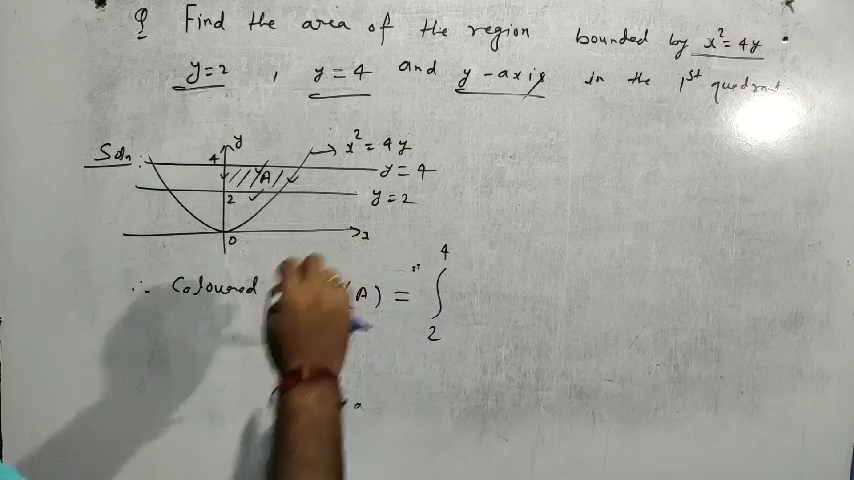 Q Find the area of the region bounded by x² = 4y .
y = 2 , y = 4 and y - axis in the 1st quadrant.
Soln :
y
4
A
→ x² = 4y
y = 4
2
y = 2
0
x
∴ Coloured (A) = ∫
4
2